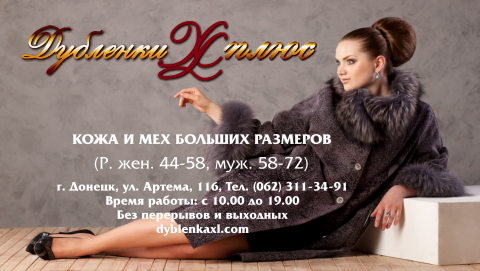 Дубленки XL плюс
КОЖА И МЕХ БОЛЬШИХ РАЗМЕРОВ
(Р. жен. 44-58, муж. 58-72)
г. Донецк, ул. Артема, 116, Тел. (062) 311-34-91
Время работы: с 10.00 до 19.00
Без перерывов и выходных
dyblenkaxl.com